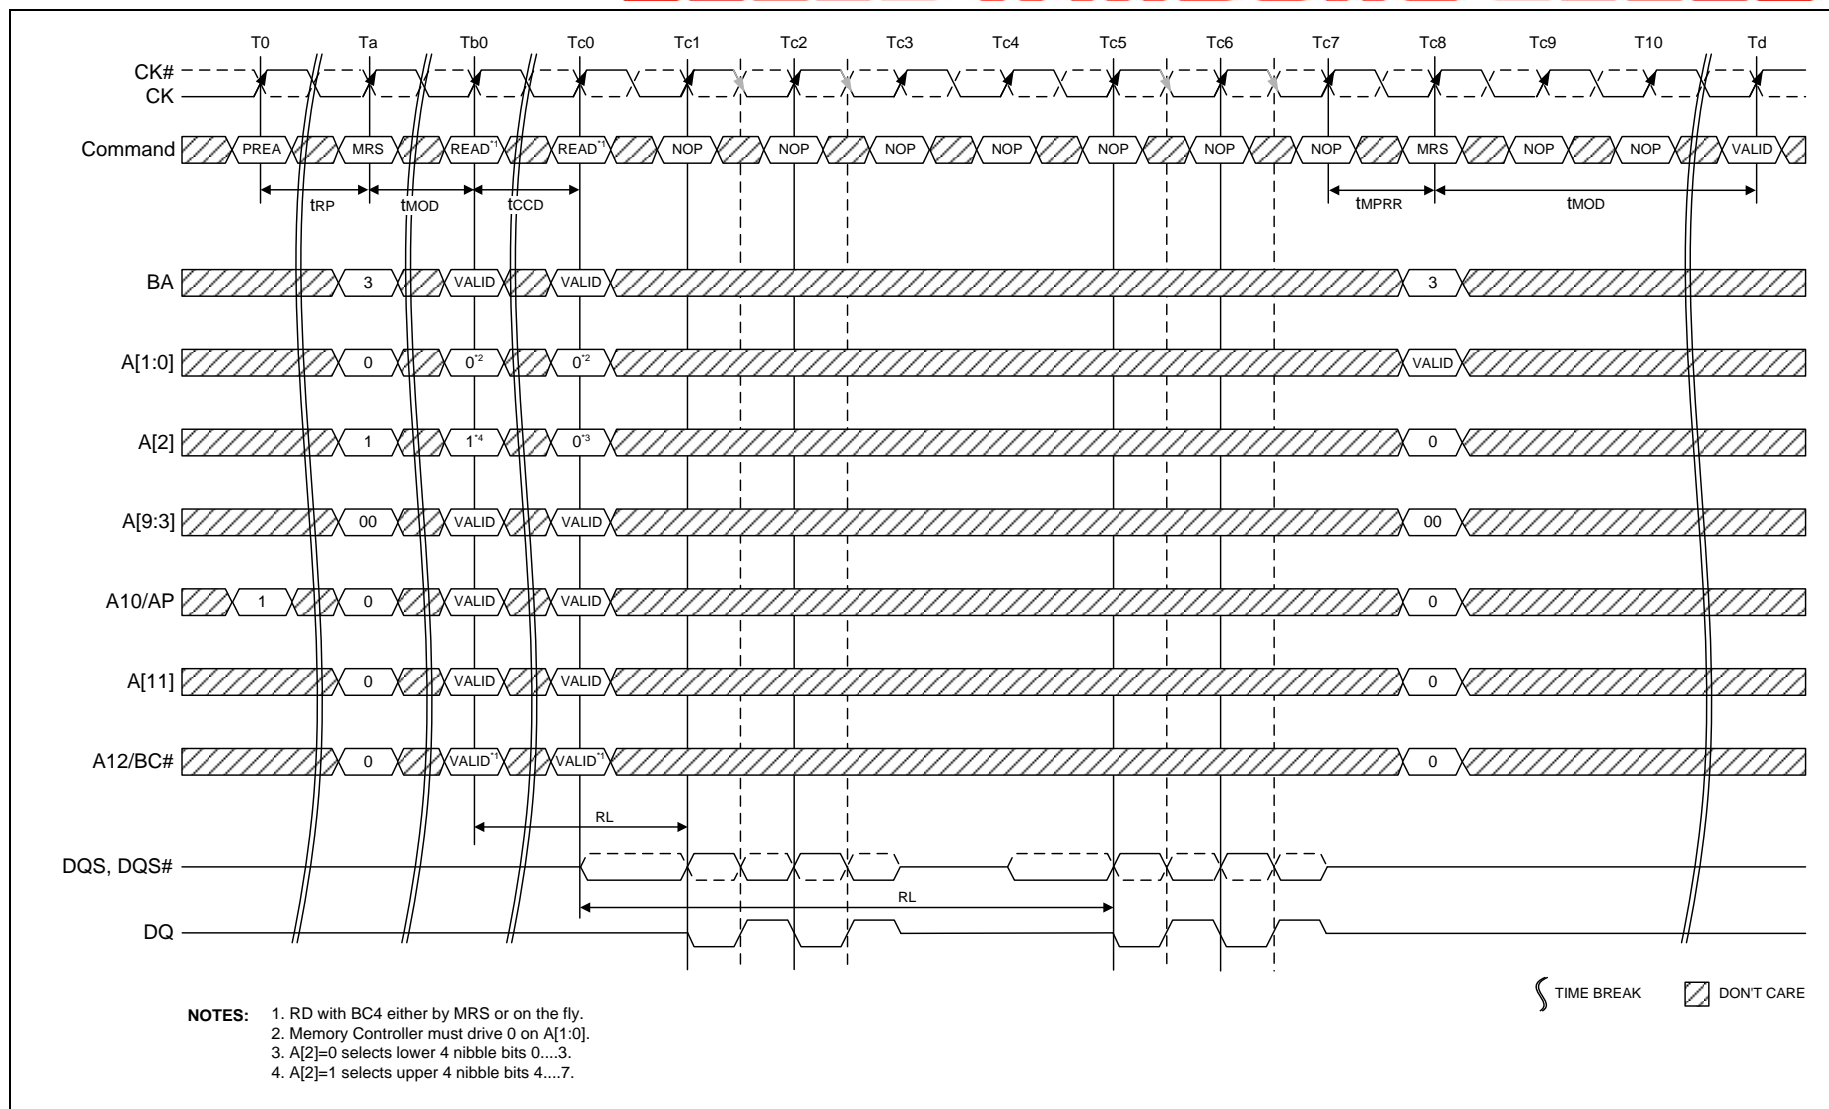 T0 Ta Tb0 Tc0 Tc1 Tc2 Tc3 Tc4 Tc5 Tc6 Tc7 Tc8 Tc9 T10 Td
CK#
CK
Command PREA MRS READ*1 READ*1 NOP NOP NOP NOP NOP NOP NOP MRS NOP NOP VALID
tRP tMOD tCCD tMPRR tMOD
BA 3 VALID VALID 3
A[1:0] 0*2 0*2 VALID
A[2] 1 1*4 0*3 0
A[9:3] 00 VALID VALID 00
A10/AP 1 0 VALID VALID 0
A[11] 0 VALID VALID 0
A12/BC# 0 VALID*1 VALID*1 0
RL
DQS, DQS#
RL
DQ
TIME BREAK DON'T CARE
NOTES: 1. RD with BC4 either by MRS or on the fly.
2. Memory Controller must drive 0 on A[1:0].
3. A[2]=0 selects lower 4 nibble bits 0....3.
4. A[2]=1 selects upper 4 nibble bits 4....7.